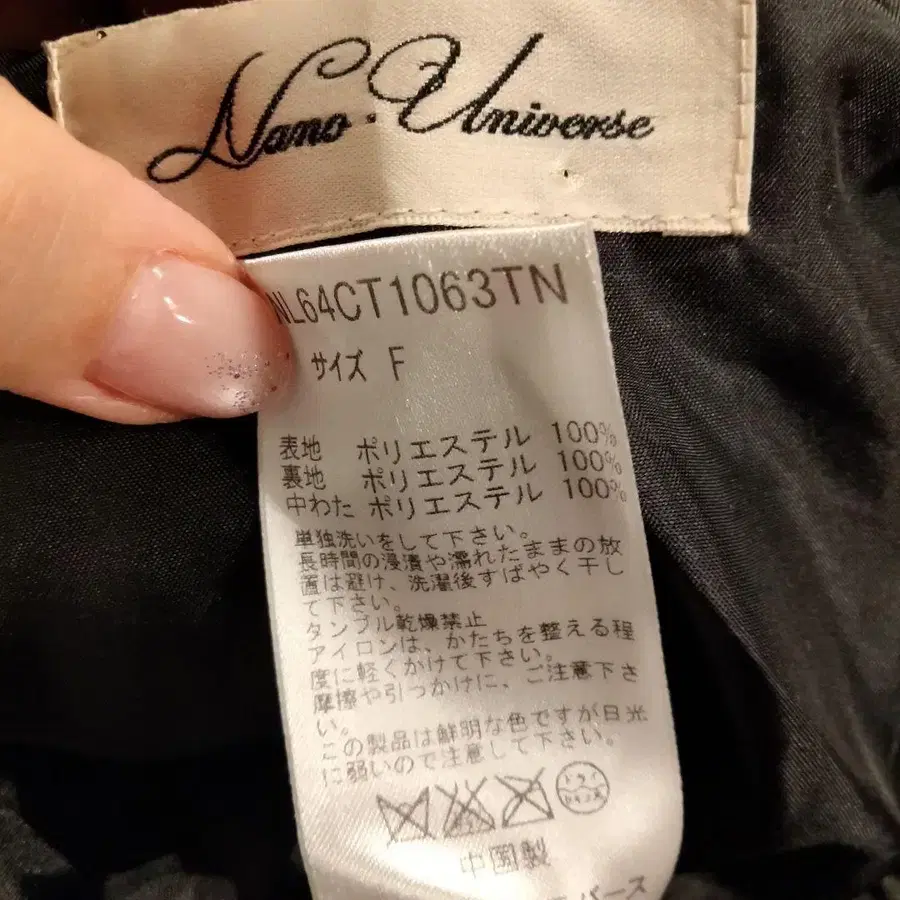 Nano・Universe
NL64CT1063TN
サイズ F
表地 ポリエステル 100%
裏地 ポリエステル 100%
中わた ポリエステル 100%
単独洗いをして下さい。
長時間の浸漬や濡れたままの放
置は避け、洗濯後すばやく干し
て下さい。
タンブル乾燥禁止
アイロンは、かたちを整える程
度に軽くかけて下さい。
摩擦や引っかけに、ご注意下さ
い。
この製品は鮮明な色ですが日光
に弱いので注意して下さい。
ドライ
中国製
バース